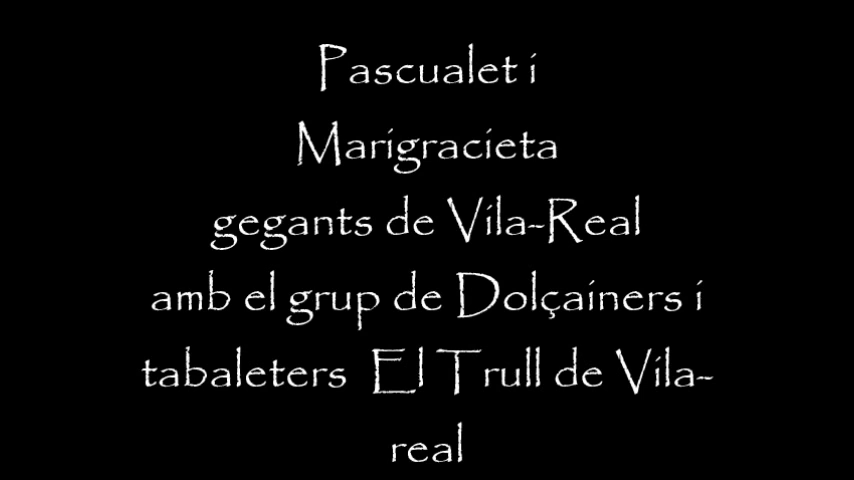 Pascualet i
Marigracieta
gegants de Vila-Real
amb el grup de Dolçainers i
tabaleters El Trull de Vila-
real